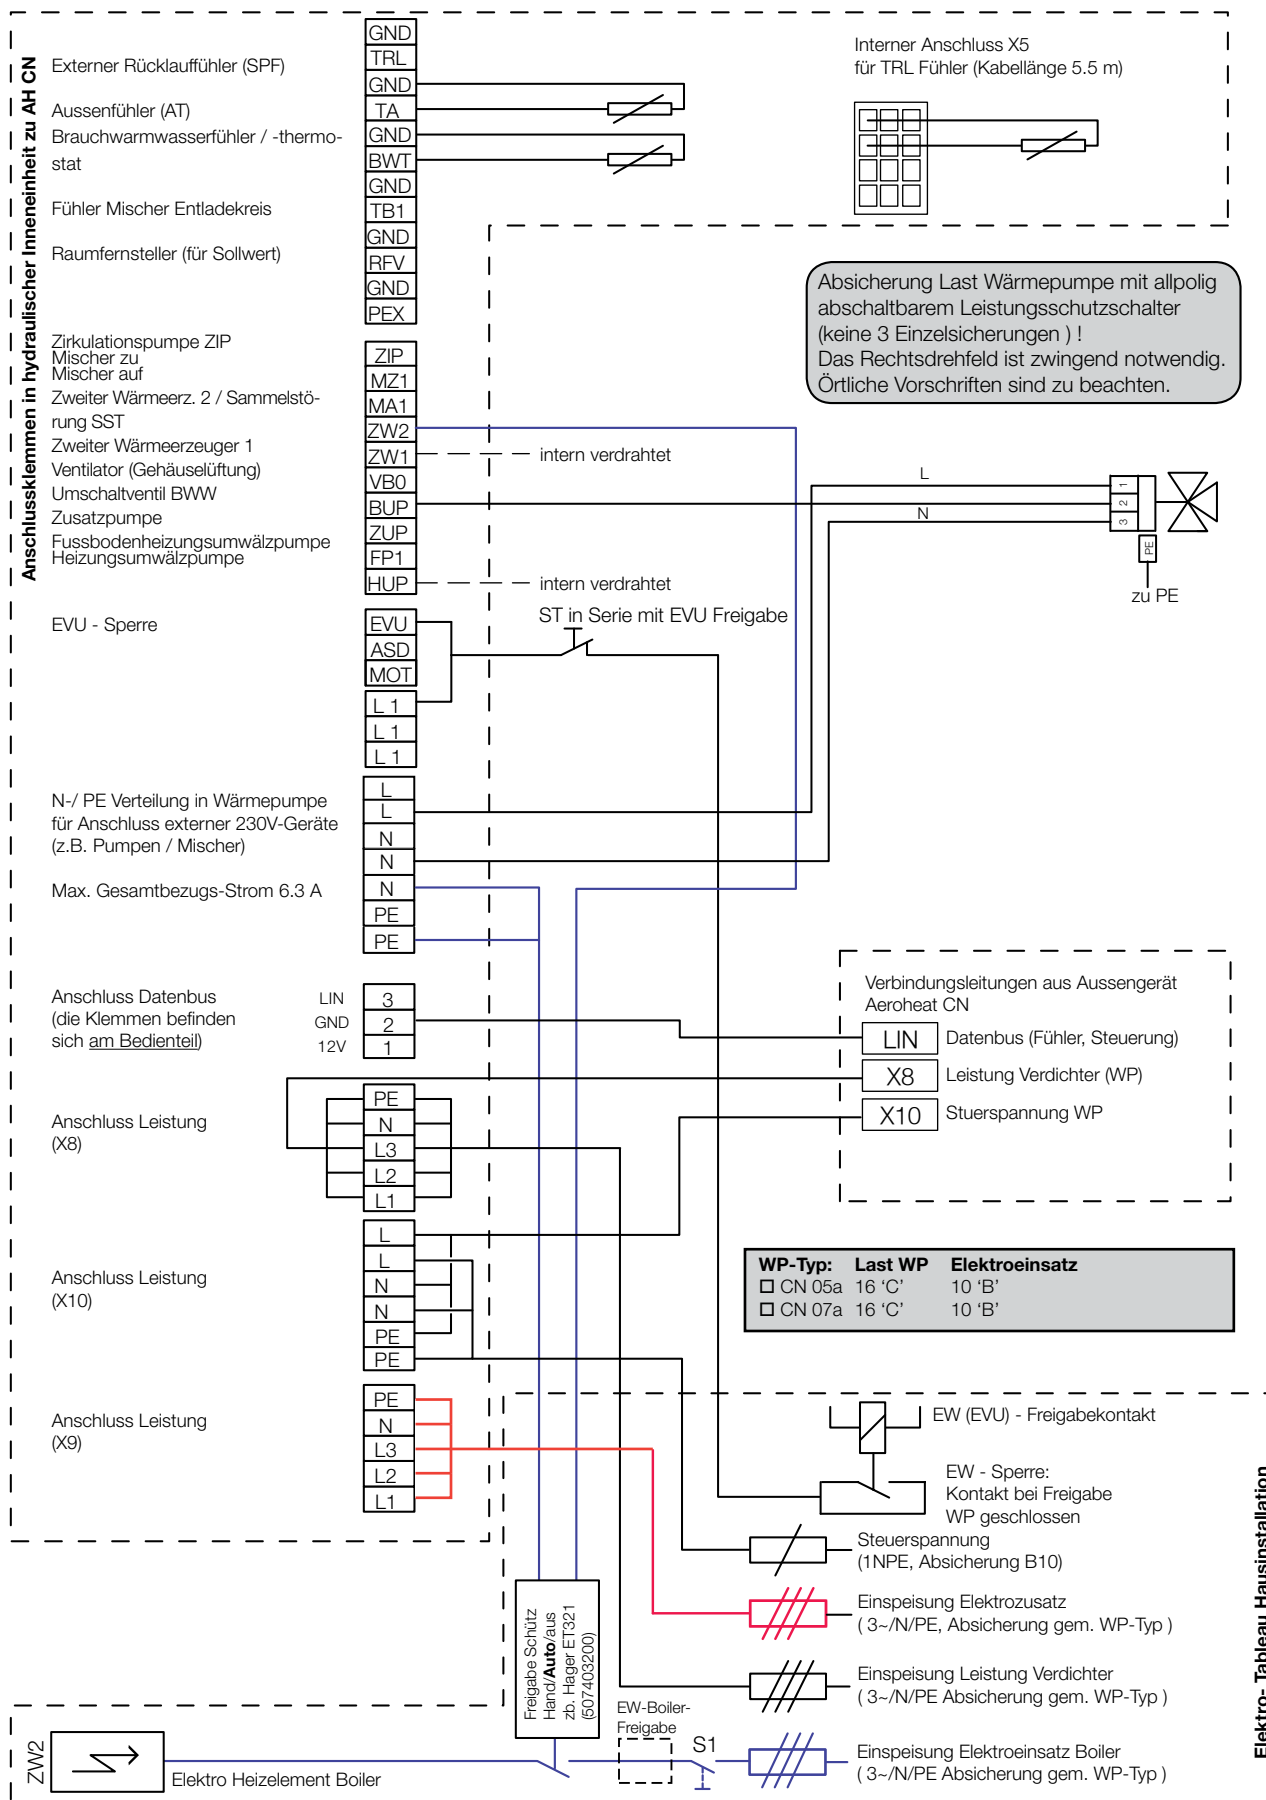 Anschlussklemmen in hydraulischer Inneneinheit zu AH CN
Externer Rücklauffühler (SPF)
Aussenfühler (AT)
Brauchwarmwasserfühler / -thermo-
stat
Fühler Mischer Entladekreis
Raumfernsteller (für Sollwert)
GND
TRL
GND
TA
GND
BWT
GND
TB1
GND
RFV
GND
PEX
Interner Anschluss X5
für TRL Fühler (Kabellänge 5.5 m)
Absicherung Last Wärmepumpe mit allpolig
abschaltbarem Leistungsschutzschalter
(keine 3 Einzelsicherungen ) !
Das Rechtsdrehfeld ist zwingend notwendig.
Örtliche Vorschriften sind zu beachten.
Zirkulationspumpe ZIP
Mischer zu
Mischer auf
Zweiter Wärmeerz. 2 / Sammelstö-
rung SST
Zweiter Wärmeerzeuger 1
Ventilator (Gehäuselüftung)
Umschaltventil BWW
Zusatzpumpe
Fussbodenheizungsumwälzpumpe
Heizungsumwälzpumpe
ZIP
MZ1
MA1
ZW2
ZW1
VB0
BUP
ZUP
FP1
HUP
intern verdrahtet
intern verdrahtet
L
N
1
2
3
PE
zu PE
EVU - Sperre
EVU
ASD
MOT
L 1
L 1
L 1
ST in Serie mit EVU Freigabe
N-/ PE Verteilung in Wärmepumpe
für Anschluss externer 230V-Geräte
(z.B. Pumpen / Mischer)
Max. Gesamtbezugs-Strom 6.3 A
L
L
N
N
N
PE
PE
Anschluss Datenbus
(die Klemmen befinden
sich am Bedienteil)
LIN 3
GND 2
12V 1
Verbindungsleitungen aus Aussengerät
Aeroheat CN
LIN Datenbus (Fühler, Steuerung)
X8 Leistung Verdichter (WP)
X10 Stuerspannung WP
Anschluss Leistung
(X8)
PE
N
L3
L2
L1
Anschluss Leistung
(X10)
L
L
N
N
PE
PE
WP-Typ: Last WP Elektroeinsatz
CN 05a 16 ‘C’ 10 ‘B’
CN 07a 16 ‘C’ 10 ‘B’
Anschluss Leistung
(X9)
PE
N
L3
L2
L1
EW (EVU) - Freigabekontakt
EW - Sperre:
Kontakt bei Freigabe
WP geschlossen
Steuerspannung
(1NPE, Absicherung B10)
Einspeisung Elektrozusatz
( 3~/N/PE, Absicherung gem. WP-Typ )
Einspeisung Leistung Verdichter
( 3~/N/PE Absicherung gem. WP-Typ )
Einspeisung Elektroeinsatz Boiler
( 3~/N/PE Absicherung gem. WP-Typ )
Elektro- Tableau Hausinstallation
Freigabe Schütz
Hand/Auto/aus
zb. Hager ET321
(507403200)
EW-Boiler-
Freigabe
S1
ZW2
Elektro Heizelement Boiler